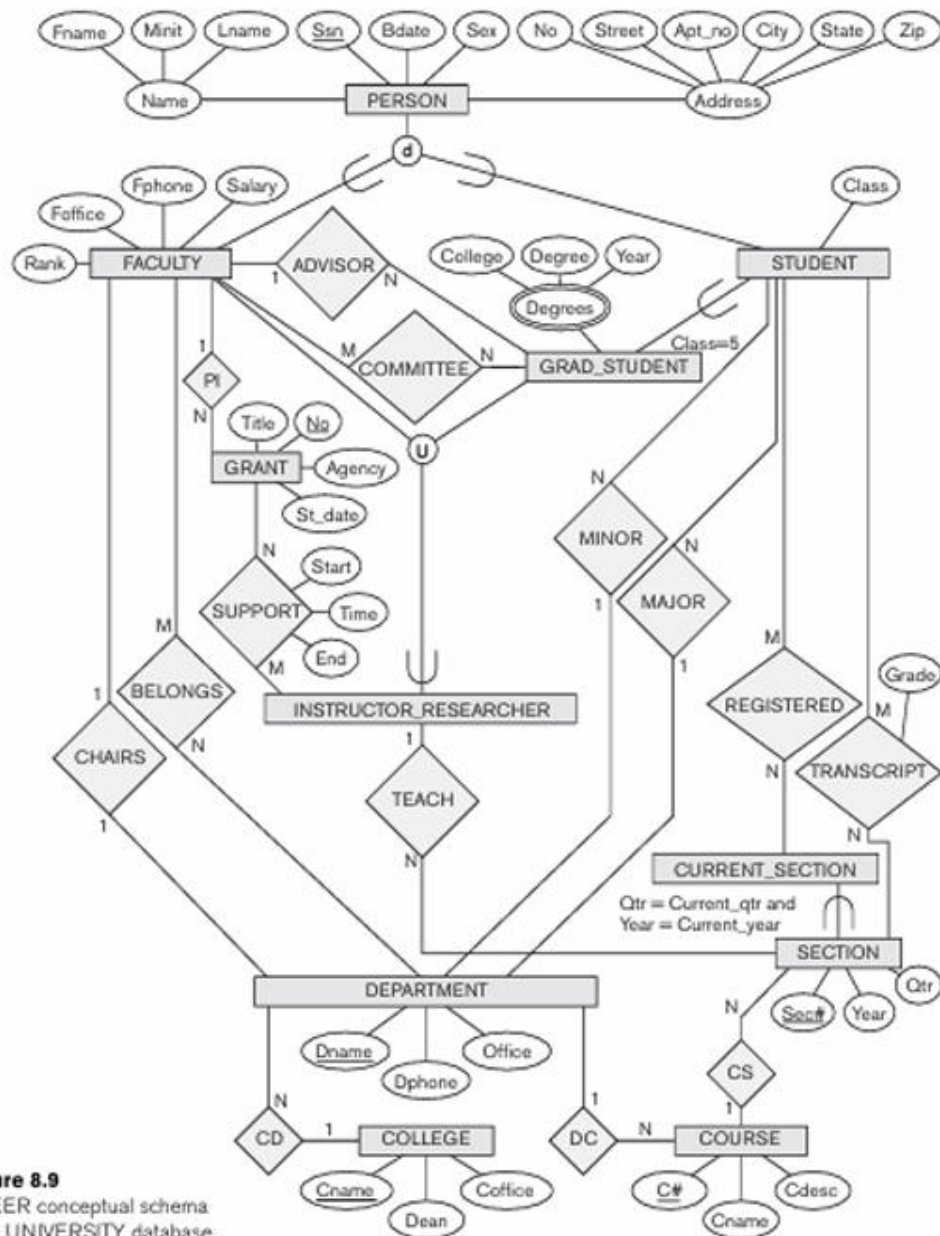 Fname Minit Lname Ssn Bdate Sex No Street Apt_no City State Zip
Name PERSON Address
d
Foffice Fphone Salary Class
Rank FACULTY ADVISOR College Degree Year STUDENT
1 N Degrees
Class=5
M COMMITTEE N GRAD_STUDENT
1
PI
N
U
Title No
GRANT Agency
St_date
N
MINOR
N
N
Start
SUPPORT Time
End
1
MAJOR
M
M
1
M
BELONGS
INSTRUCTOR_RESEARCHER
REGISTERED
Grade
1
N
1
M
CHAIRS
TEACH
N
TRANSCRIPT
1
N
N
CURRENT_SECTION
Qtr = Current_qtr and
Year = Current_year
SECTION
DEPARTMENT
N
Sec# Year Qtr
Dname Dphone Office
CS
N
1
1
CD 1 COLLEGE DC N COURSE
Cname Dean Coffice C# Cname Cdesc
ure 8.9
EER conceptual schema
UNIVERSITY database